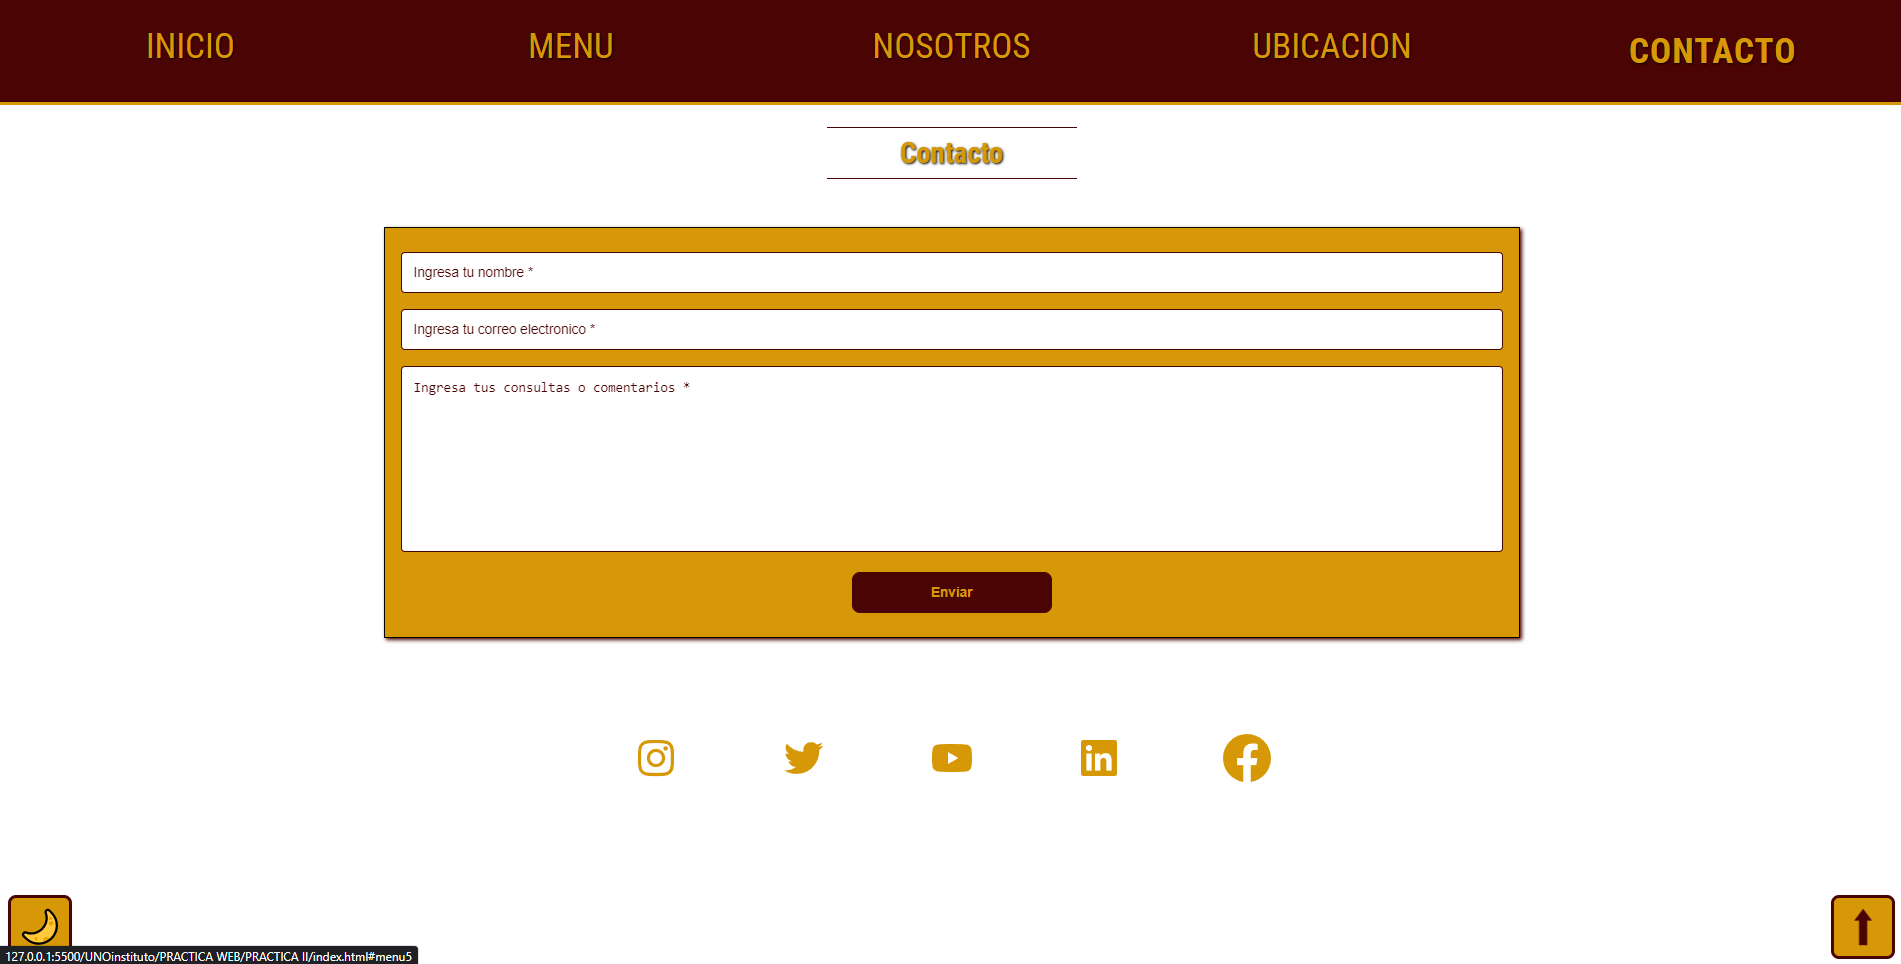 INICIO MENU NOSOTROS UBICACION CONTACTO
Contacto
Ingresa tu nombre *
Ingresa tu correo electronico *
Ingresa tus consultas o comentarios *
Enviar
127.0.0.1:5500/UNOinstituto/PRACTICA WEB/PRACTICA II/index.html#menu5